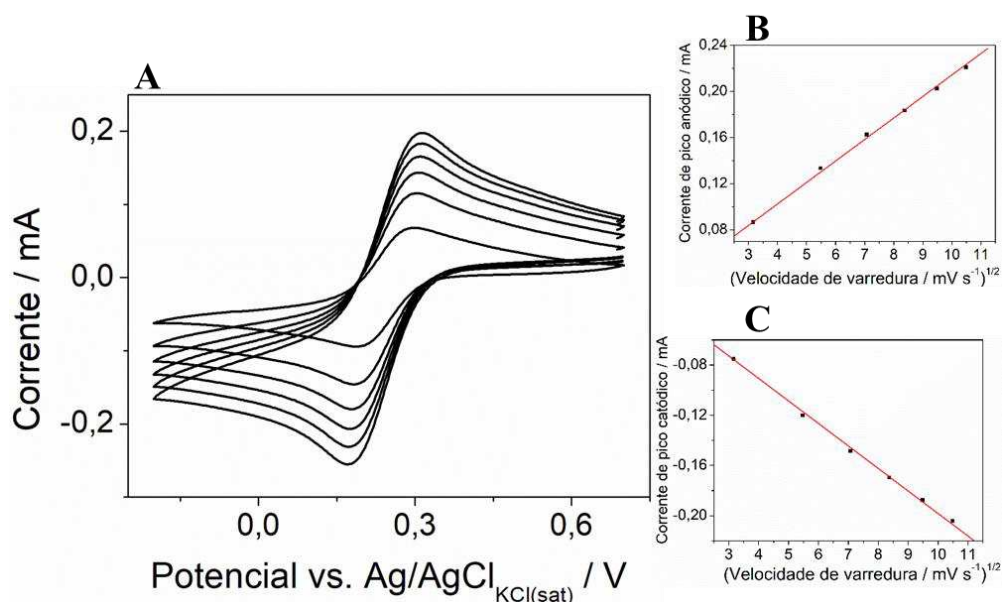 A
0,2
0,0
-0,2
Corrente / mA
0,0
0,3
0,6
Potencial vs. Ag/AgCl KCl(sat) / V
B
0,24
0,20
0,16
0,12
0,08
Corrente de pico anódico / mA
3 4 5 6 7 8 9 10 11
(Velocidade de varredura / mV s⁻¹)^1/2
C
-0,08
-0,12
-0,16
-0,20
Corrente de pico catódico / mA
3 4 5 6 7 8 9 10 11
(Velocidade de varredura / mV s⁻¹)^1/2